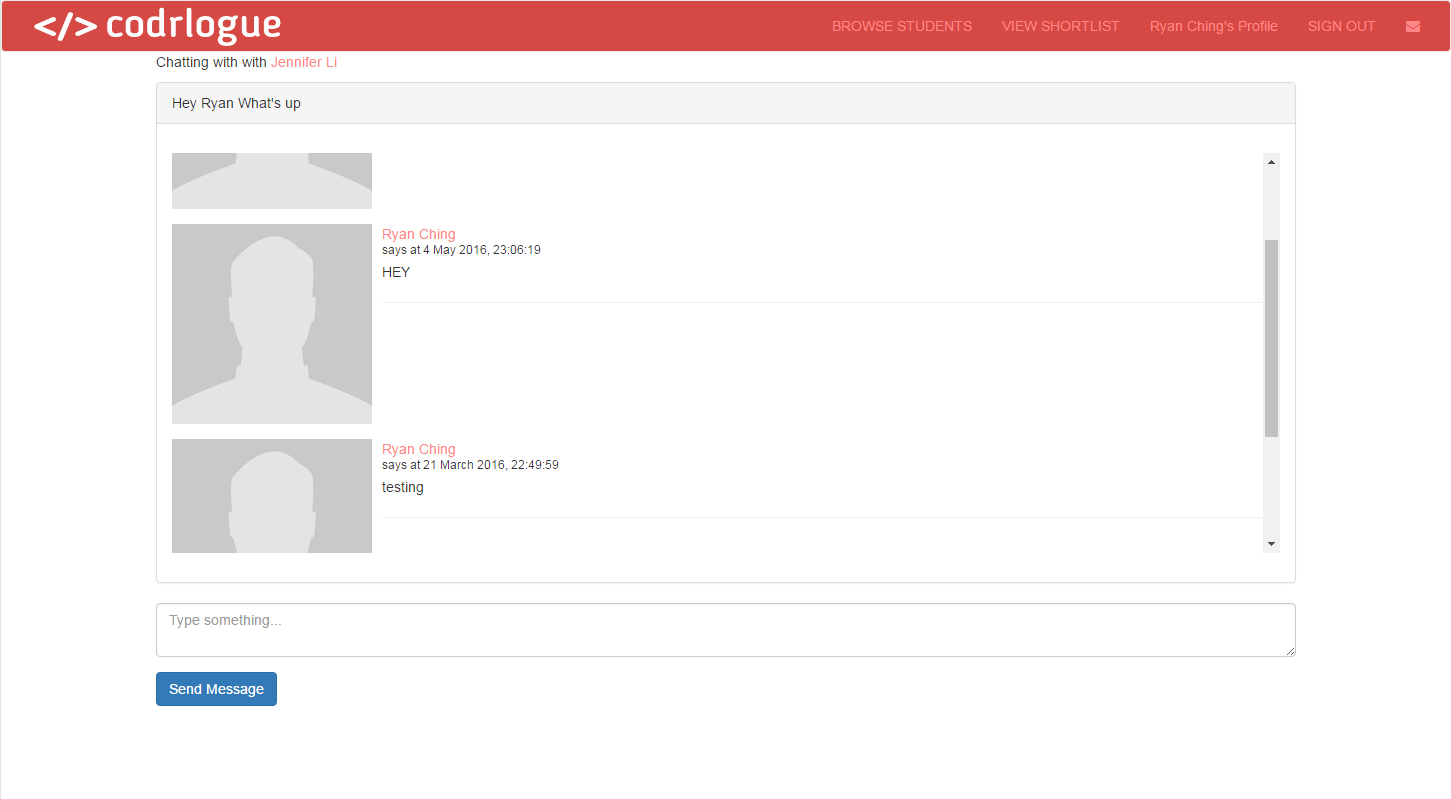 </> codrlogue BROWSE STUDENTS VIEW SHORTLIST Ryan Ching's Profile SIGN OUT
Chatting with with Jennifer Li
Hey Ryan What's up
Ryan Ching
says at 4 May 2016, 23:06:19
HEY
Ryan Ching
says at 21 March 2016, 22:49:59
testing
Type something...
Send Message